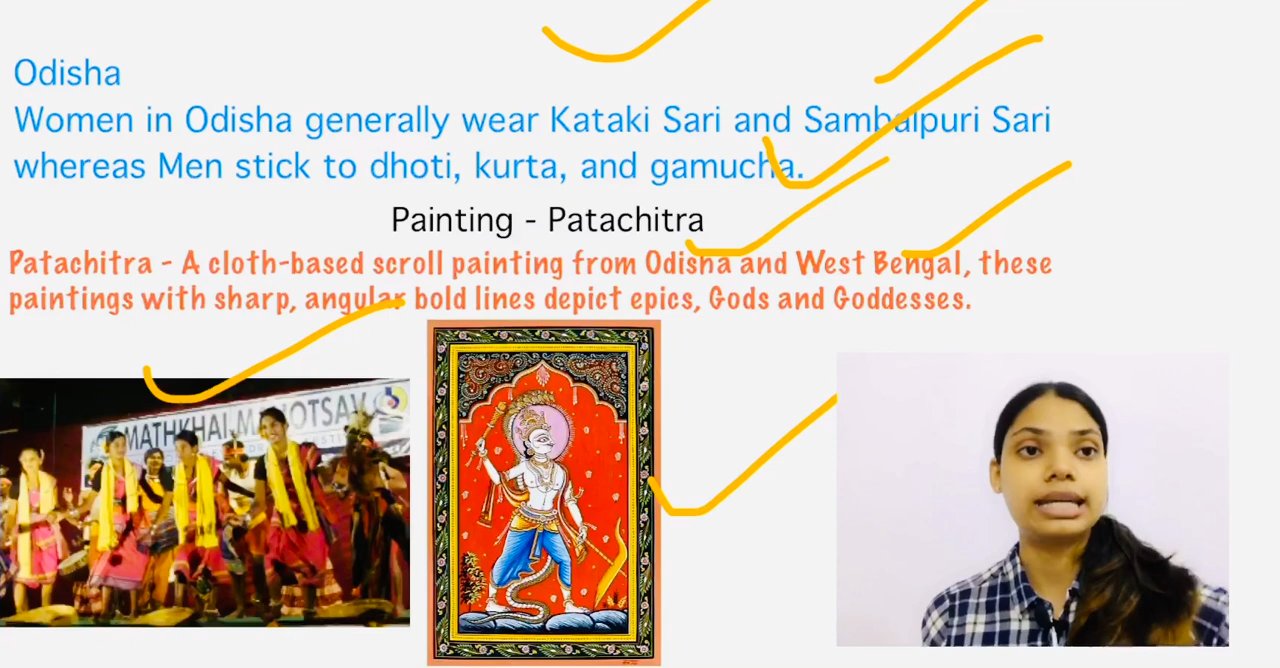 Odisha
Women in Odisha generally wear Kataki Sari and Sambalpuri Sari
whereas Men stick to dhoti, kurta, and gamucha.
Painting - Patachitra
Patachitra - A cloth-based scroll painting from Odisha and West Bengal, these
paintings with sharp, angular bold lines depict epics, Gods and Goddesses.
MATHKHAI MAHOTSAV